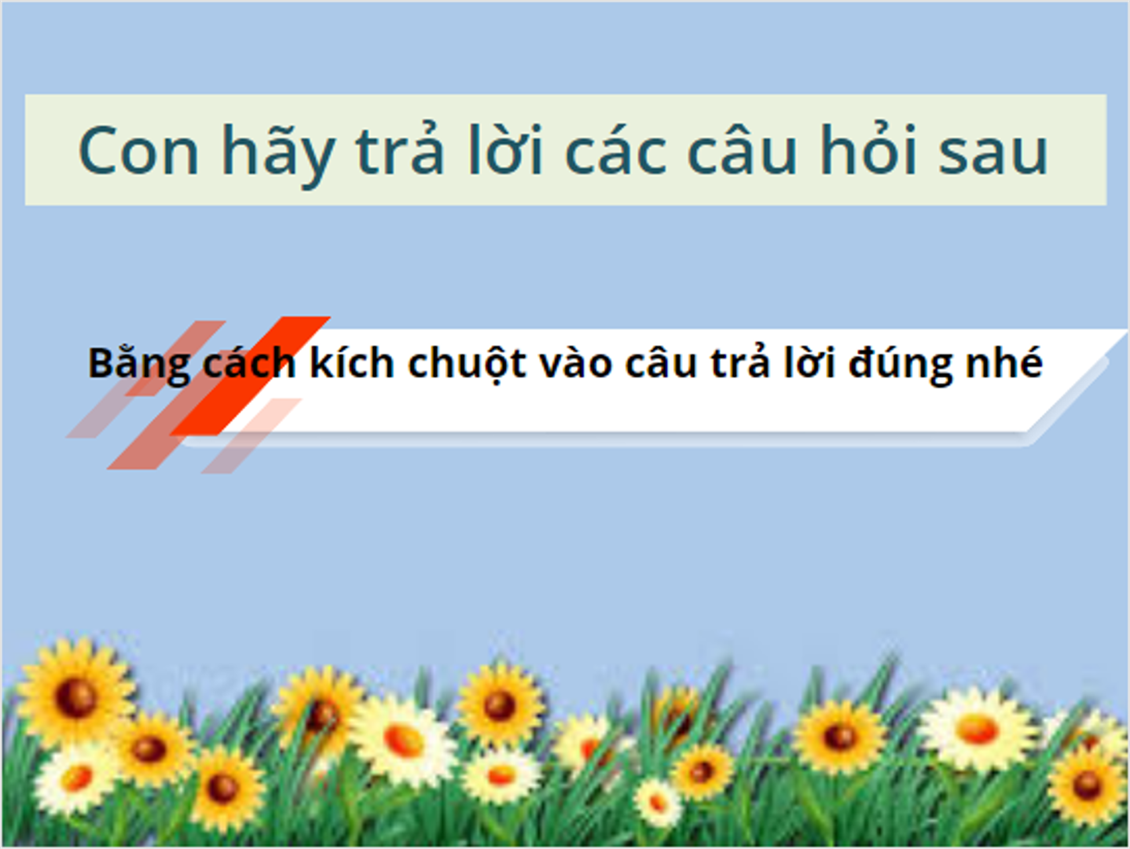 Con hãy trả lời các câu hỏi sau
Bằng cách kích chuột vào câu trả lời đúng nhé